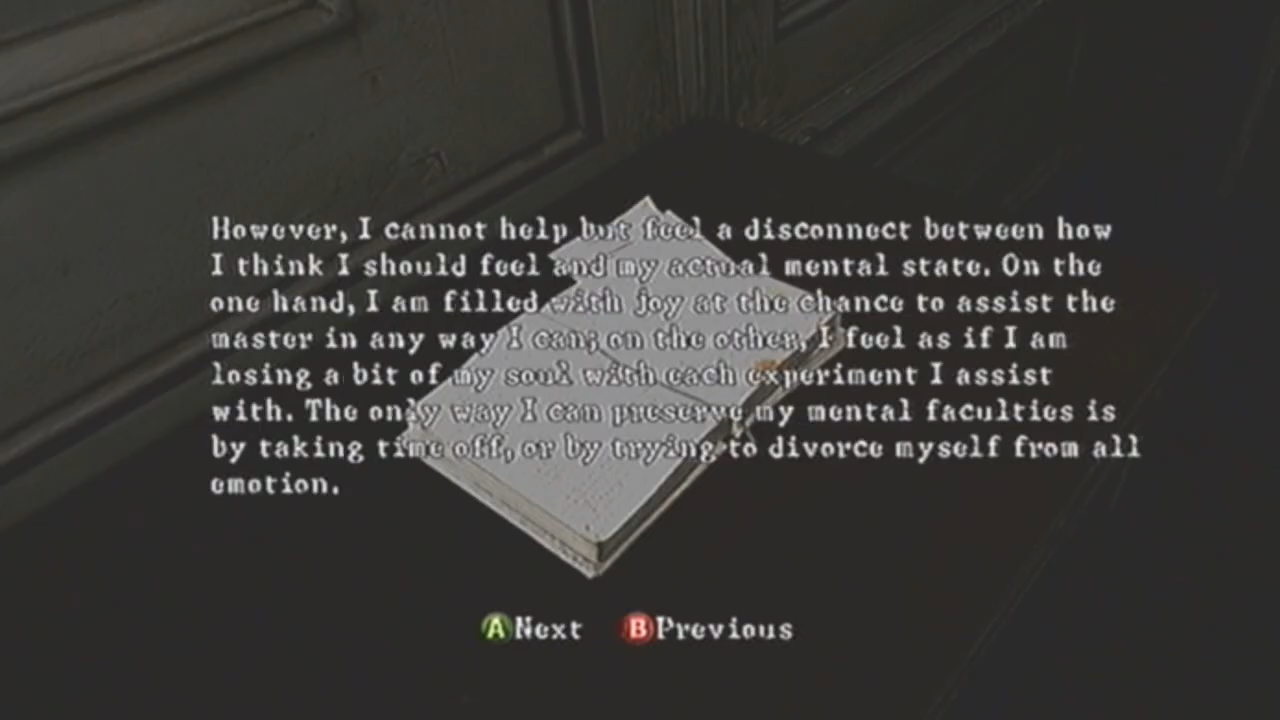 However, I cannot help but feel a disconnect between how
I think I should feel and my actual mental state. On the
one hand, I am filled with joy at the chance to assist the
master in any way I can; on the other, I feel as if I am
losing a bit of my soul with each experiment I assist
with. The only way I can preserve my mental faculties is
by taking time off, or by trying to divorce myself from all
emotion.
A Next B Previous